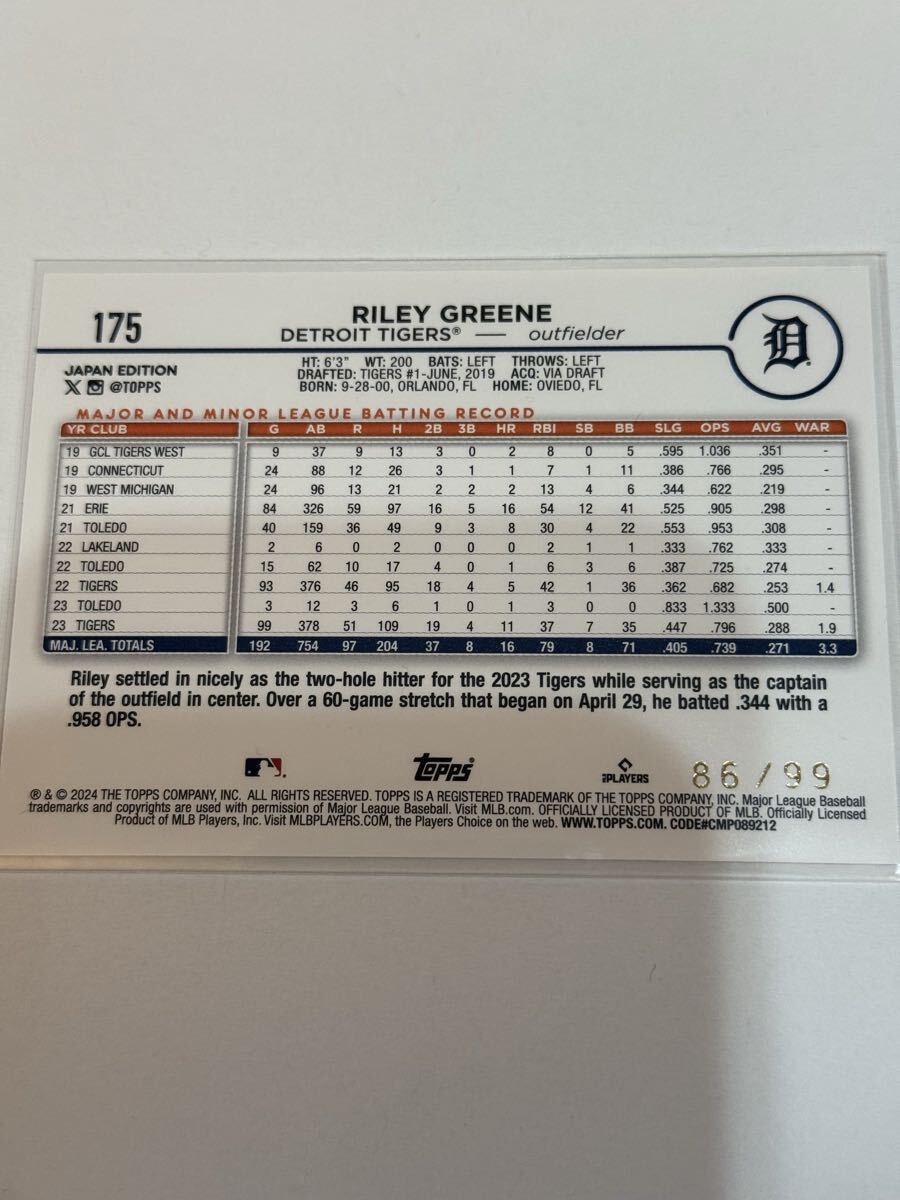 175
RILEY GREENE
DETROIT TIGERS® — outfielder
D
JAPAN EDITION
X @TOPPS
HT: 6'3" WT: 200 BATS: LEFT THROWS: LEFT
DRAFTED: TIGERS #1-JUNE, 2019 ACQ: VIA DRAFT
BORN: 9-28-00, ORLANDO, FL HOME: OVIEDO, FL
MAJOR AND MINOR LEAGUE BATTING RECORD
YR CLUB G AB R H 2B 3B HR RBI SB BB SLG OPS AVG WAR
19 GCL TIGERS WEST 9 37 9 13 3 0 2 8 0 5 .595 1.036 .351 -
19 CONNECTICUT 24 88 12 26 3 1 1 7 1 11 .386 .766 .295 -
19 WEST MICHIGAN 24 96 13 21 2 2 2 13 4 6 .344 .622 .219 -
21 ERIE 84 326 59 97 16 5 16 54 12 41 .525 .905 .298 -
21 TOLEDO 40 159 36 49 9 3 8 30 4 22 .553 .953 .308 -
22 LAKELAND 2 6 0 2 0 0 0 2 1 1 .333 .762 .333 -
22 TOLEDO 15 62 10 17 4 0 1 6 3 6 .387 .725 .274 -
22 TIGERS 93 376 46 95 18 4 5 42 1 36 .362 .682 .253 1.4
23 TOLEDO 3 12 3 6 1 0 1 3 0 0 .833 1.333 .500 -
23 TIGERS 99 378 51 109 19 4 11 37 7 35 .447 .796 .288 1.9
MAJ. LEA. TOTALS 192 754 97 204 37 8 16 79 8 71 .405 .739 .271 3.3
Riley settled in nicely as the two-hole hitter for the 2023 Tigers while serving as the captain
of the outfield in center. Over a 60-game stretch that began on April 29, he batted .344 with a
.958 OPS.
topps
PLAYERS
86/99
® & © 2024 THE TOPPS COMPANY, INC. ALL RIGHTS RESERVED. TOPPS IS A REGISTERED TRADEMARK OF THE TOPPS COMPANY, INC. Major League Baseball
trademarks and copyrights are used with permission of Major League Baseball. Visit MLB.com. OFFICIALLY LICENSED PRODUCT OF MLB. Officially Licensed
Product of MLB Players, Inc. Visit MLBPLAYERS.COM, the Players Choice on the web. WWW.TOPPS.COM. CODE#CMP089212